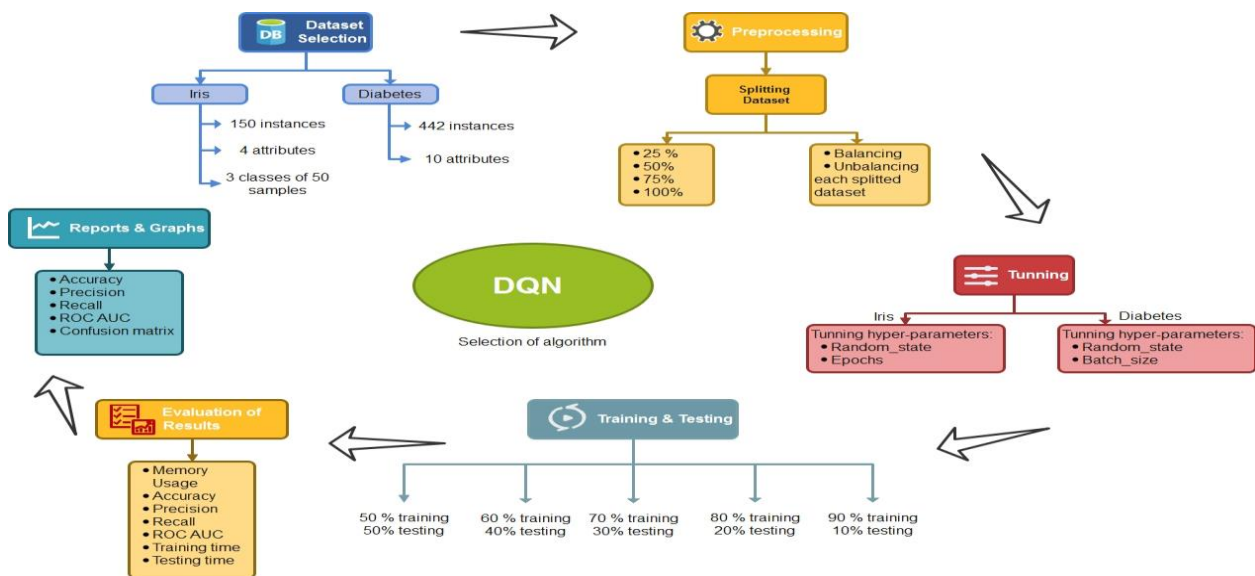 DB
Dataset
Selection
Iris
Diabetes
150 instances
4 attributes
3 classes of 50
samples
442 instances
10 attributes
Preprocessing
Splitting
Dataset
• 25 %
• 50%
• 75%
• 100%
• Balancing
• Unbalancing
each splitted
dataset
Tunning
Iris
Diabetes
Tunning hyper-parameters:
• Random_state
• Epochs
Tunning hyper-parameters:
• Random_state
• Batch_size
Training & Testing
50 % training
50% testing
60 % training
40% testing
70 % training
30% testing
80 % training
20% testing
90 % training
10% testing
Evaluation of
Results
• Memory
Usage
• Accuracy
• Precision
• Recall
• ROC AUC
• Training time
• Testing time
Reports & Graphs
• Accuracy
• Precision
• Recall
• ROC AUC
• Confusion matrix
DQN
Selection of algorithm